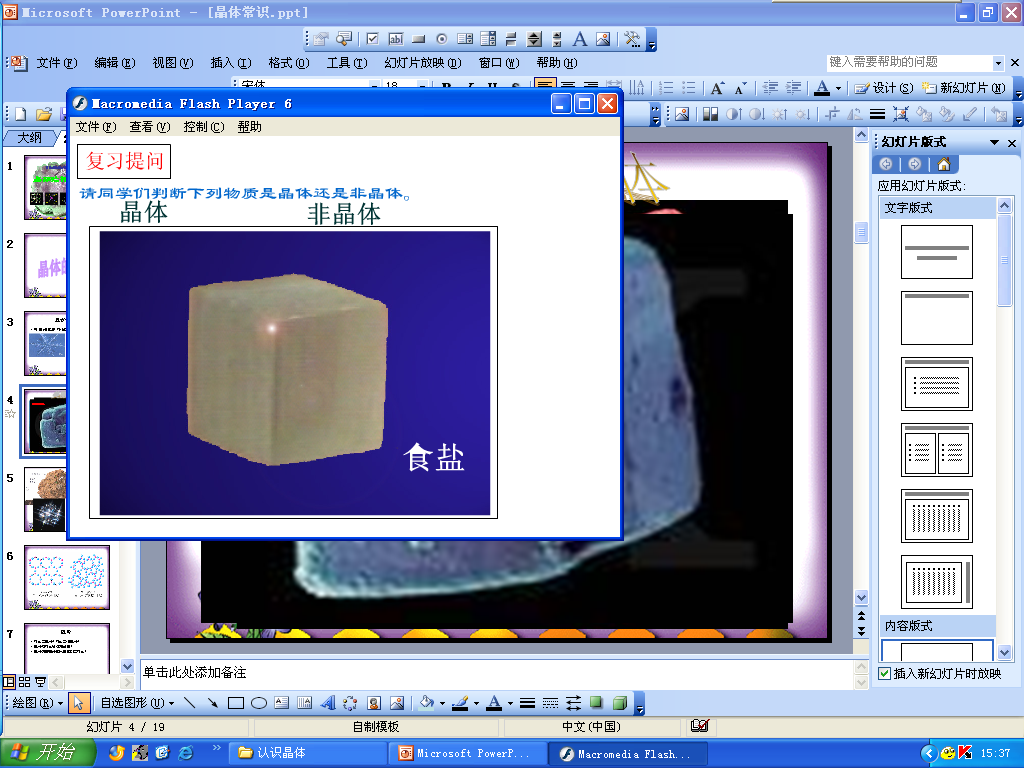 Microsoft PowerPoint - [晶体常识.ppt]
文件(F) 编辑(E) 视图(V) 插入(I) 格式(O) 工具(T) 幻灯片放映(D) 窗口(W) 帮助(H)
键入需要帮助的问题
宋体 18
设计(S) 新幻灯片(N)
大纲
Macromedia Flash Player 6
文件(F) 查看(V) 控制(C) 帮助
复习提问
请同学们判断下列物质是晶体还是非晶体。
晶体 非晶体
食盐
1
2
3
4
5
6
7
幻灯片版式
应用幻灯片版式:
文字版式
内容版式
插入新幻灯片时放映
单击此处添加备注
绘图(R) 自选图形(U)
幻灯片 4 / 19 自制模板 中文(中国)
开始 认识晶体 Microsoft PowerP... Macromedia Flash... 15:37